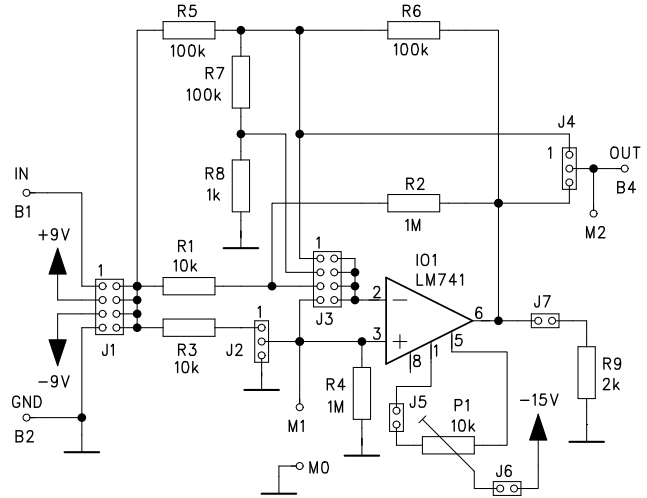 R5
100k
R6
100k
R7
100k
R8
1k
J4
1
OUT
B4
M2
IN
B1
+9V
R2
1M
R1
10k
1
J1
R3
10k
J2
1
1
J3
IO1
LM741
2
3
6
8
1
5
J7
-9V
GND
B2
R4
1M
M1
J5
P1
10k
-15V
R9
2k
M0
J6